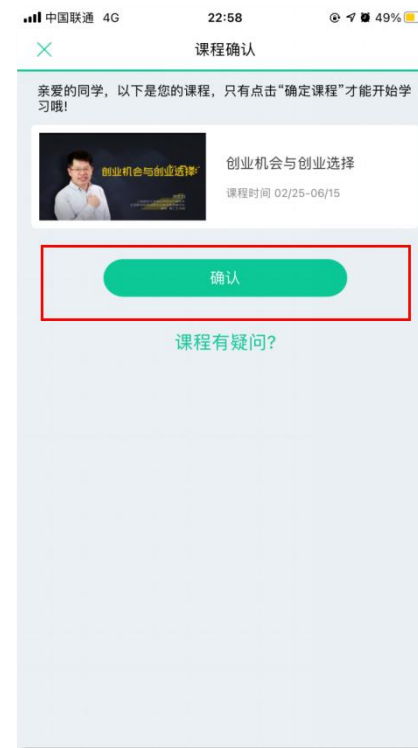 中国联通 4G 22:58 49%
课程确认
亲爱的同学，以下是您的课程，只有点击“确定课程”才能开始学
习哦！
创业机会与创业选择
创业机会与创业选择
课程时间 02/25-06/15
确认
课程有疑问？